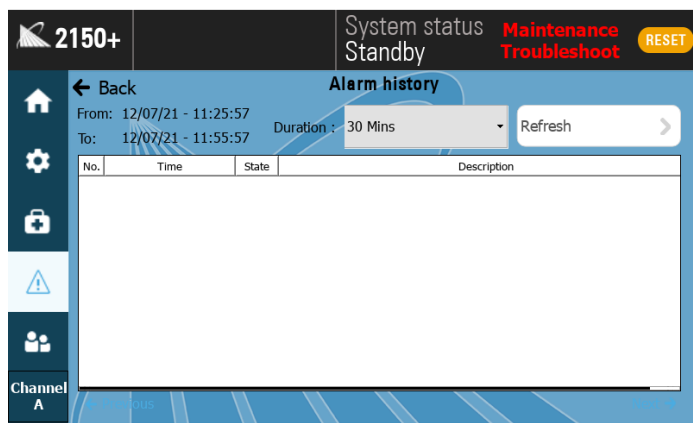 2150+
System status
Standby
Maintenance
Troubleshoot
RESET
Back
Alarm history
From: 12/07/21 - 11:25:57
To: 12/07/21 - 11:55:57
Duration :
30 Mins
Refresh
No. Time State Description
Channel
A